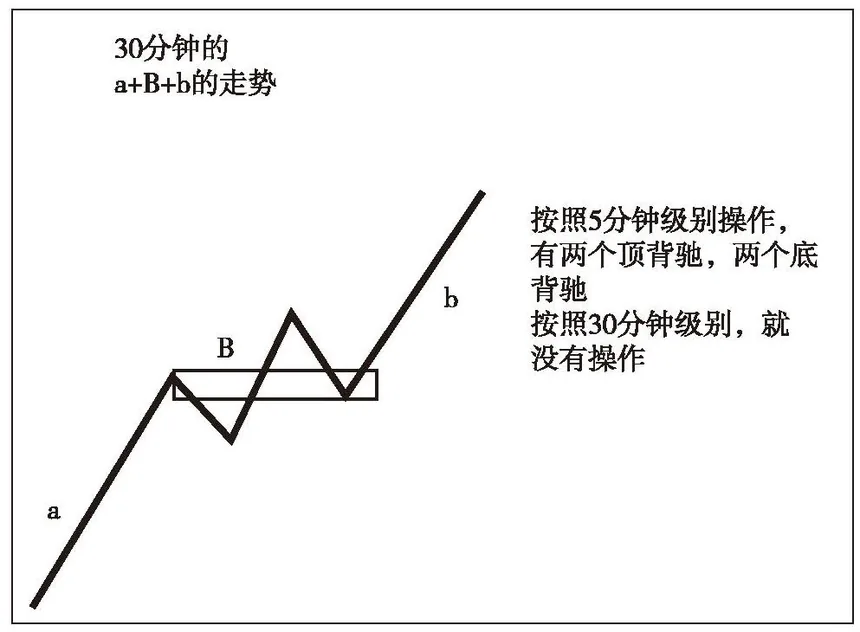 30分钟的
a+B+b的走势
按照5分钟级别操作，
有两个顶背驰，两个底
背驰
按照30分钟级别，就
没有操作
b
B
a